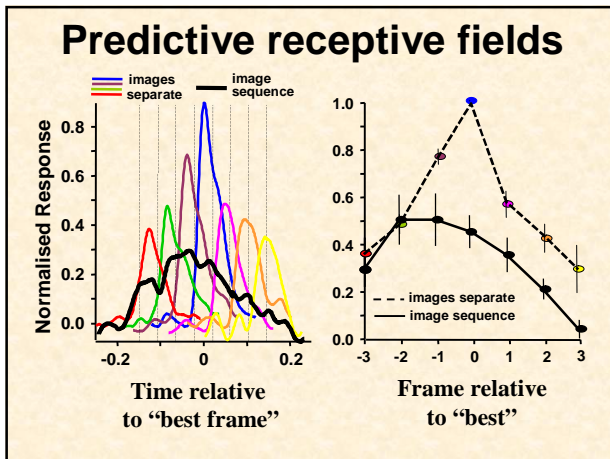 Predictive receptive fields
images
separate
image
sequence
Normalised Response
0.8
0.6
0.4
0.2
0.0
-0.2
0
0.2
Time relative
to “best frame”
1.0
0.8
0.6
0.4
0.2
0.0
images separate
image sequence
-3
-2
-1
0
1
2
3
Frame relative
to “best”